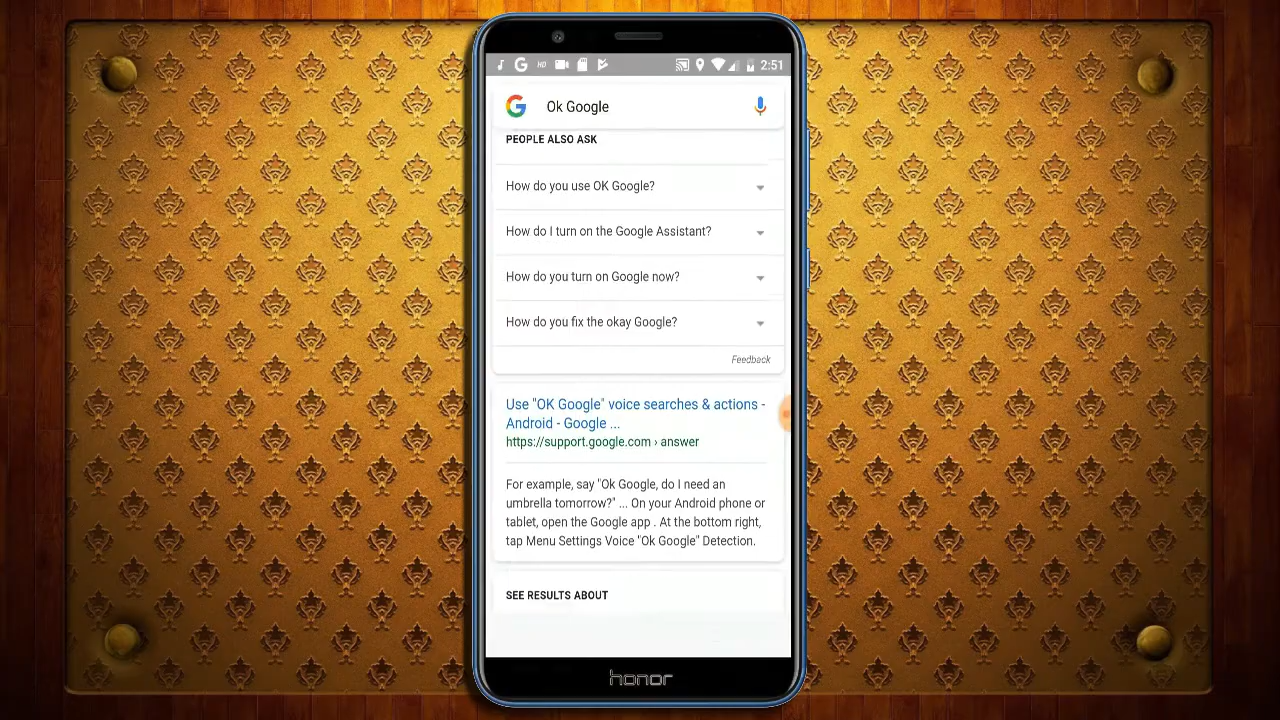 HD
2:51
Ok Google
PEOPLE ALSO ASK
How do you use OK Google?
How do I turn on the Google Assistant?
How do you turn on Google now?
How do you fix the okay Google?
Feedback
Use "OK Google" voice searches & actions -
Android - Google ...
https://support.google.com › answer
For example, say "Ok Google, do I need an
umbrella tomorrow?" ... On your Android phone or
tablet, open the Google app . At the bottom right,
tap Menu Settings Voice "Ok Google" Detection.
SEE RESULTS ABOUT
honor